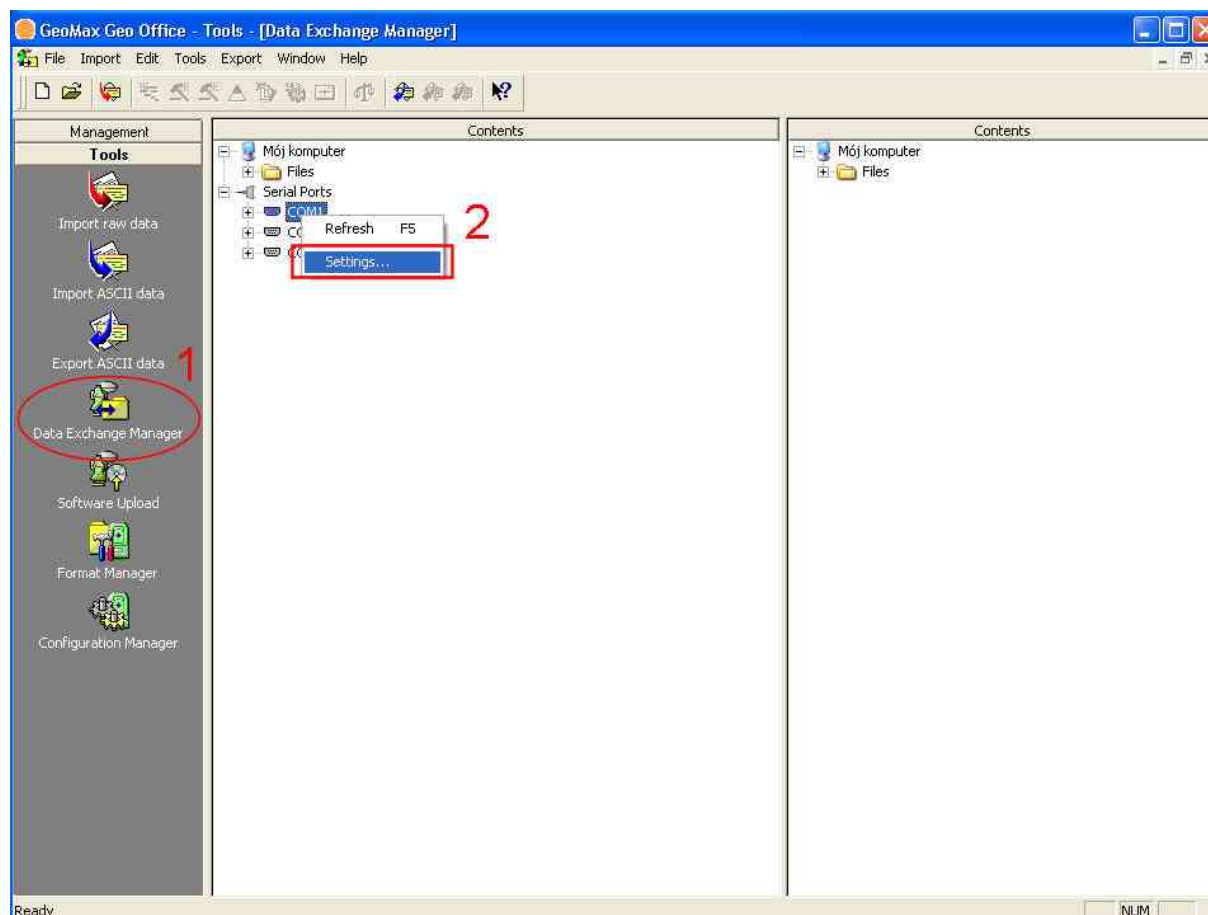 GeoMax Geo Office - Tools - [Data Exchange Manager]
File Import Edit Tools Export Window Help
Management
Tools
Import raw data
Import ASCII data
Export ASCII data
1
Data Exchange Manager
Software Upload
Format Manager
Configuration Manager
Contents
Mój komputer
Files
Serial Ports
COM1
2
Refresh F5
Settings...
Contents
Mój komputer
Files
Ready
NUM